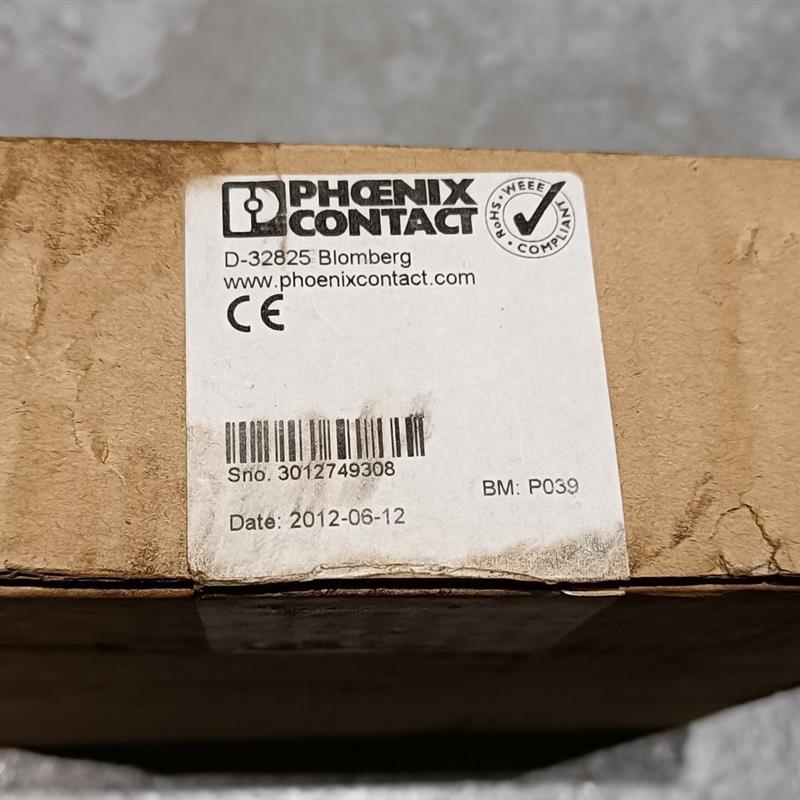 PHŒNIX
CONTACT
WEEE
RoHS
COMPLIANT
D-32825 Blomberg
www.phoenixcontact.com
CE
Sno. 3012749308
BM: P039
Date: 2012-06-12